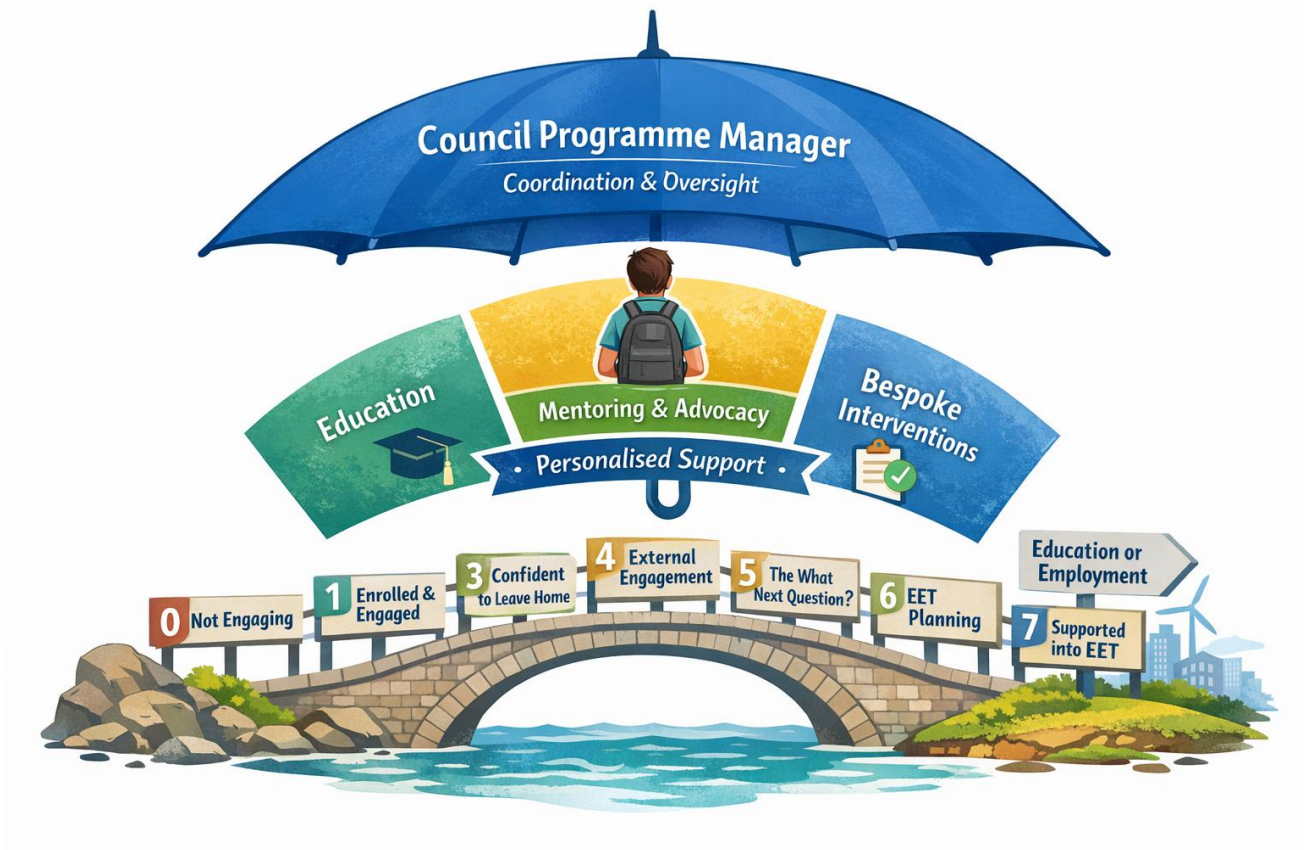 Council Programme Manager
Coordination & Oversight
Education
Mentoring & Advocacy
Bespoke
Interventions
· Personalised Support ·
0 Not Engaging
1 Enrolled &
Engaged
3 Confident
to Leave Home
4 External
Engagement
5 The What
Next Question?
6 EET
Planning
Education or
Employment
7 Supported
into EET